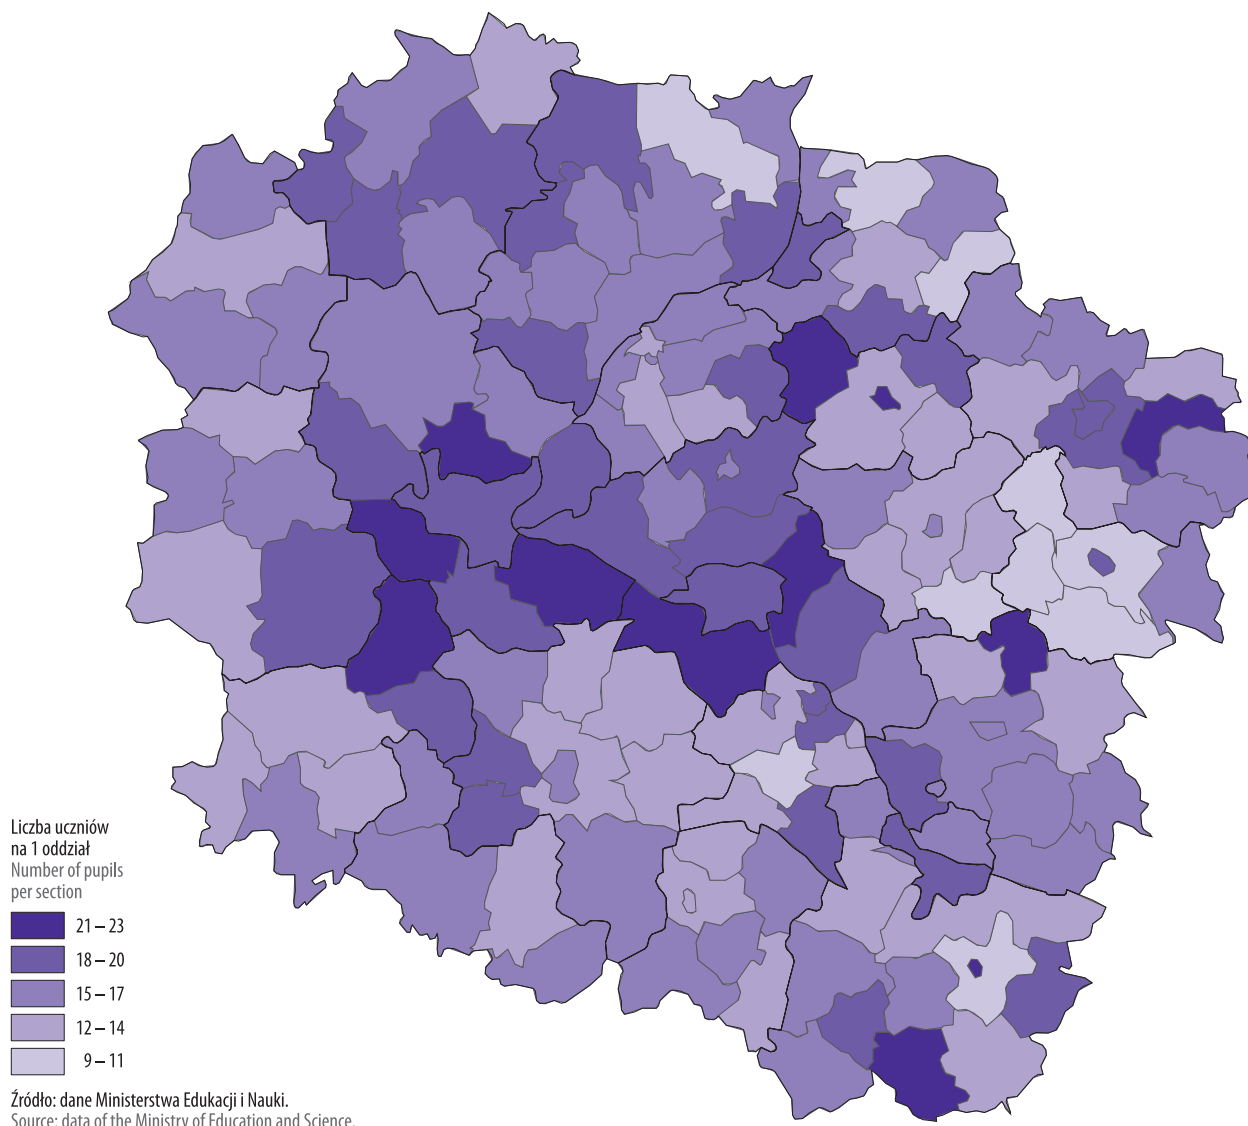 Liczba uczniów
na 1 oddział
Number of pupils
per section
21 – 23
18 – 20
15 – 17
12 – 14
9 – 11
Źródło: dane Ministerstwa Edukacji i Nauki.
Source: data of the Ministry of Education and Science.